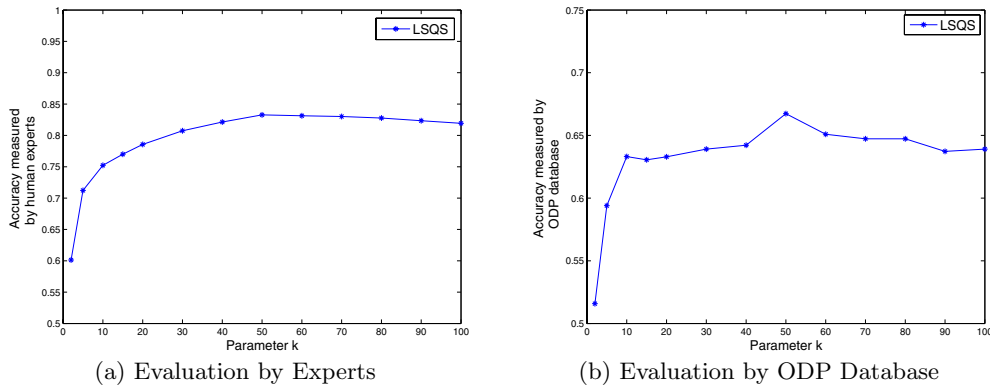 1
0.95
0.9
0.85
0.8
0.75
0.7
0.65
0.6
0.55
0.5
Accuracy measured
by human experts
LSQS
0 10 20 30 40 50 60 70 80 90 100
Parameter k
(a) Evaluation by Experts
0.75
0.7
0.65
0.6
0.55
0.5
Accuracy measured by
ODP database
LSQS
0 10 20 30 40 50 60 70 80 90 100
Parameter k
(b) Evaluation by ODP Database